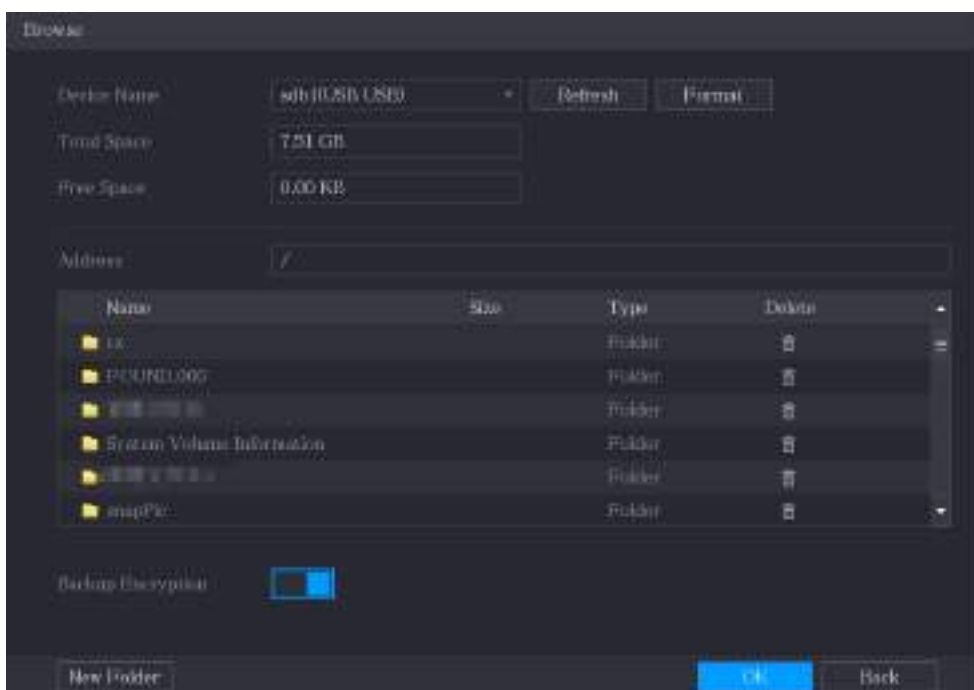 Browse
Device Name sdb1(USB USB) Refresh Format
Total Space 7.51 GB
Free Space 0.00 KB
Address /
Name Size Type Delete
Folder
FOUND.000 Folder
Folder
System Volume Information Folder
Folder
snapPic Folder
Backup Encryption
New Folder OK Back